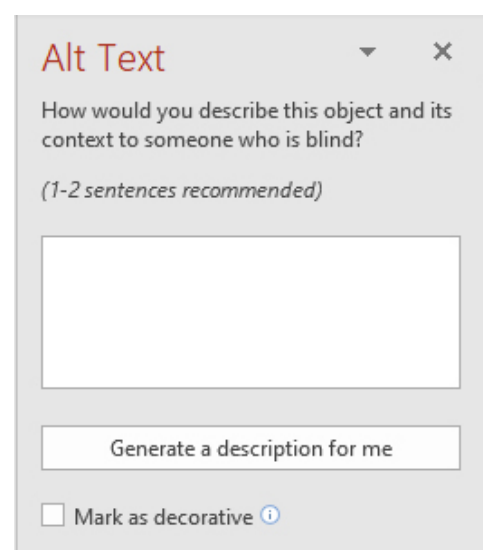 Alt Text
How would you describe this object and its
context to someone who is blind?
(1-2 sentences recommended)
Generate a description for me
Mark as decorative